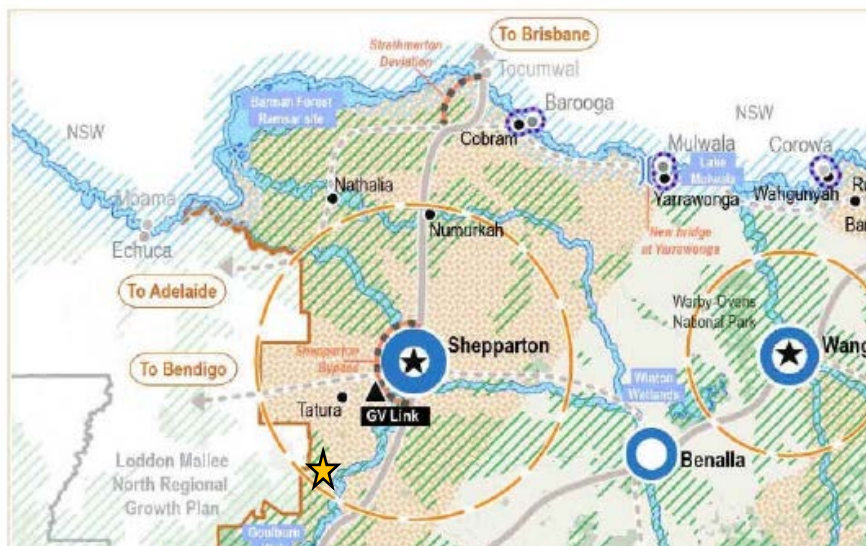 To Brisbane
Strathmerton
Deviation
Tocumwal
Barmah Forest
Ramsar site
Barooga
NSW
NSW
Cobram
Mulwala
Corowa
Lake
Mulwala
Nathalia
Yarrawonga
Wahgunyah
Moama
Numurkah
Echuca
New bridge
at Yarrawonga
To Adelaide
Warby-Ovens
National Park
Shepparton
Shepparton
Bypass
Wang
To Bendigo
Winton
Wetlands
Tatura
GV Link
Benalla
Loddon Mallee
North Regional
Growth Plan
Goulburn